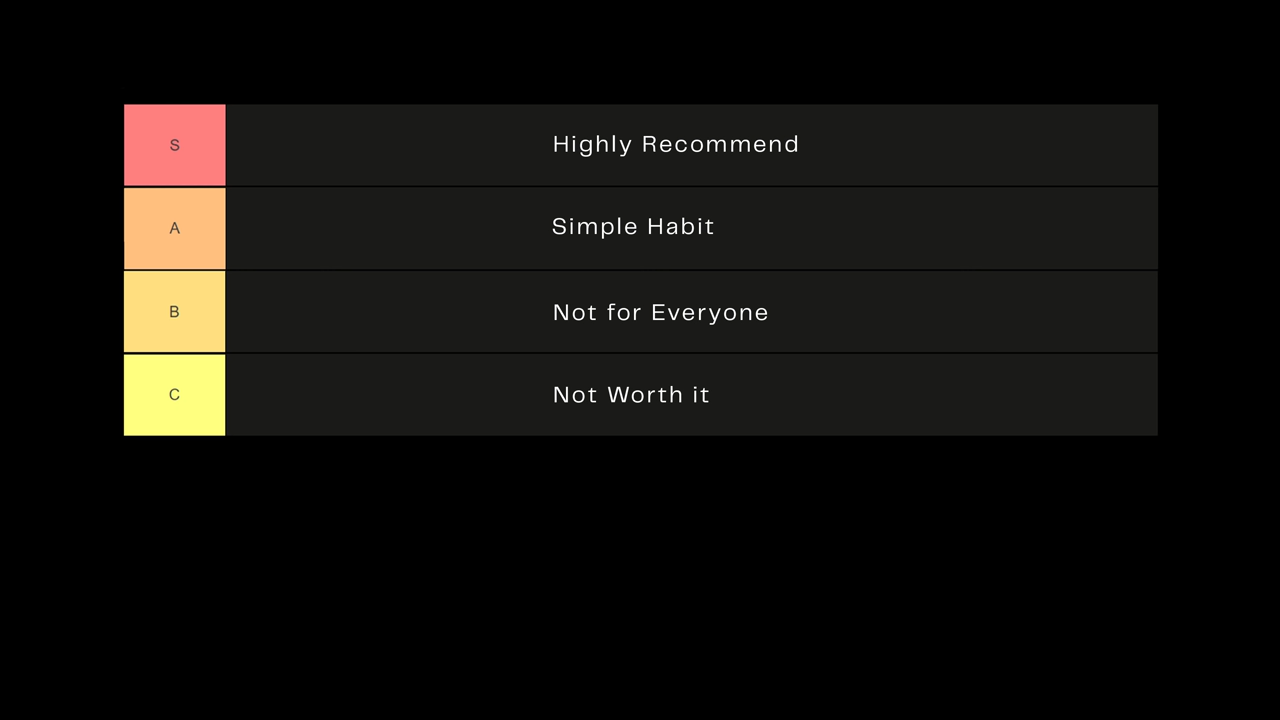 S
Highly Recommend
A
Simple Habit
B
Not for Everyone
C
Not Worth it